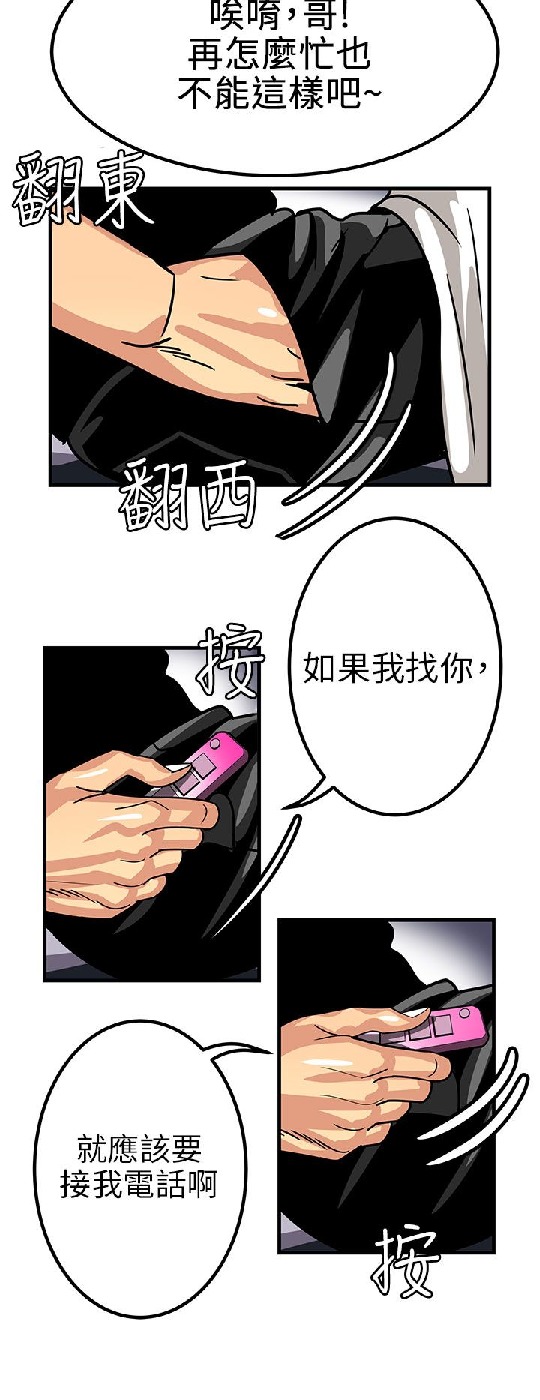 唉唷，哥！
再怎麼忙也
不能這樣吧~
翻東
翻西
如果我找你，
按
就應該要
接我電話啊
按